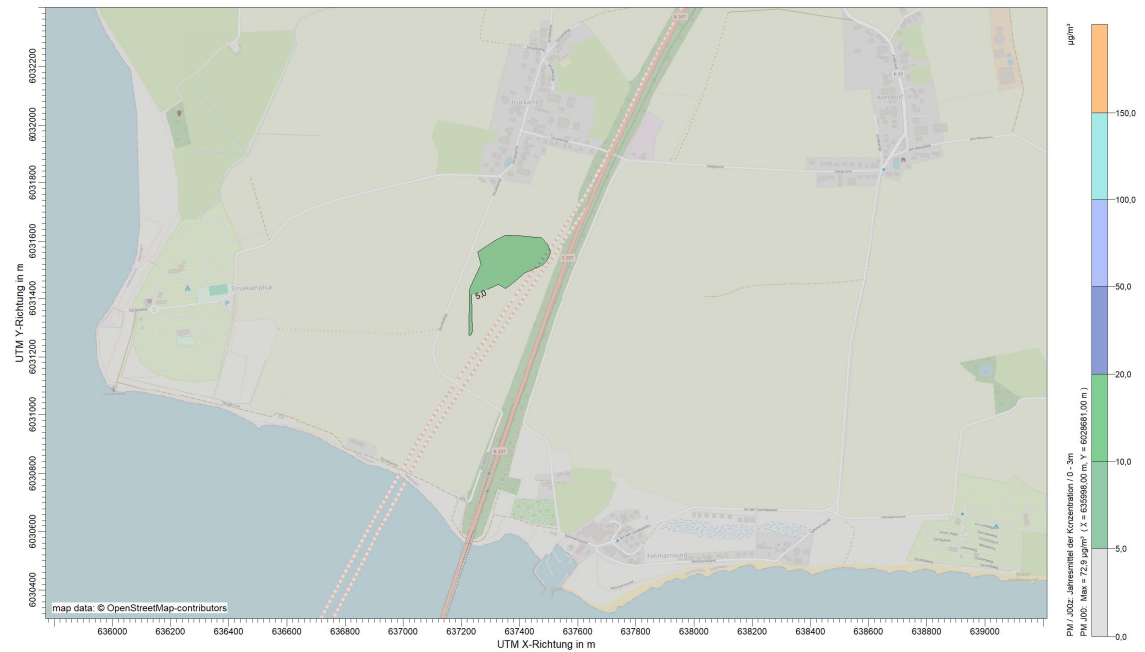 6032200
6032000
6031800
6031600
6031400
6031200
6031000
6030800
6030600
6030400
UTM Y-Richtung in m
B 207
K 43
Strukkamp
Avendorf
B 207
5,0
Strukkamphuk
P
B 207
Fehmarnsund
map data: © OpenStreetMap-contributors
636000 636200 636400 636600 636800 637000 637200 637400 637600 637800 638000 638200 638400 638600 638800 639000
UTM X-Richtung in m
µg/m³
150,0
100,0
50,0
20,0
10,0
5,0
0,0
PM / J00z: Jahresmittel der Konzentration / 0 - 3m
PM J00: Max = 72,9 µg/m³ ( X = 635998,00 m, Y = 6028681,00 m )